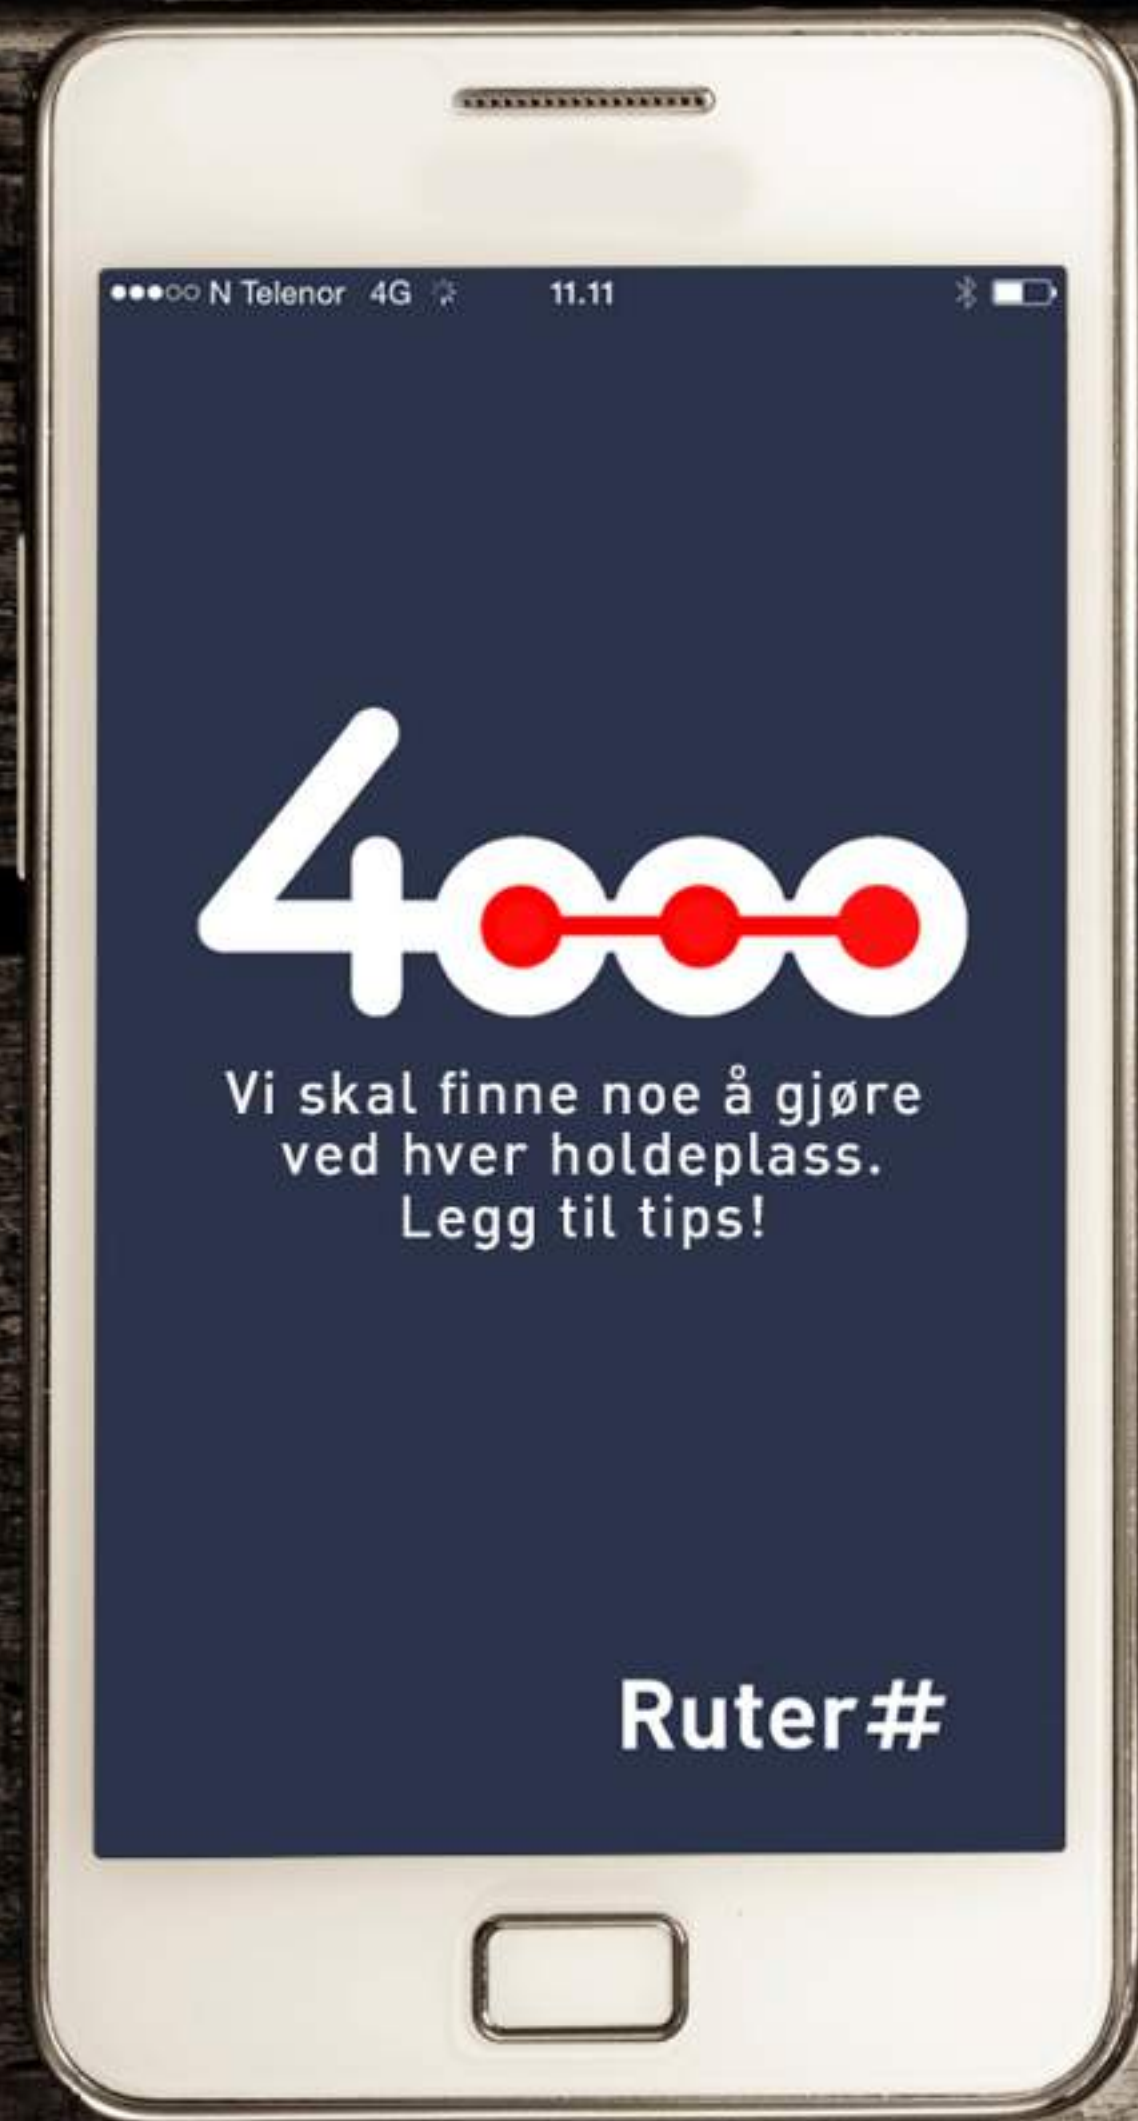 N Telenor 4G 11.11
4000
Vi skal finne noe å gjøre
ved hver holdeplass.
Legg til tips!
Ruter#